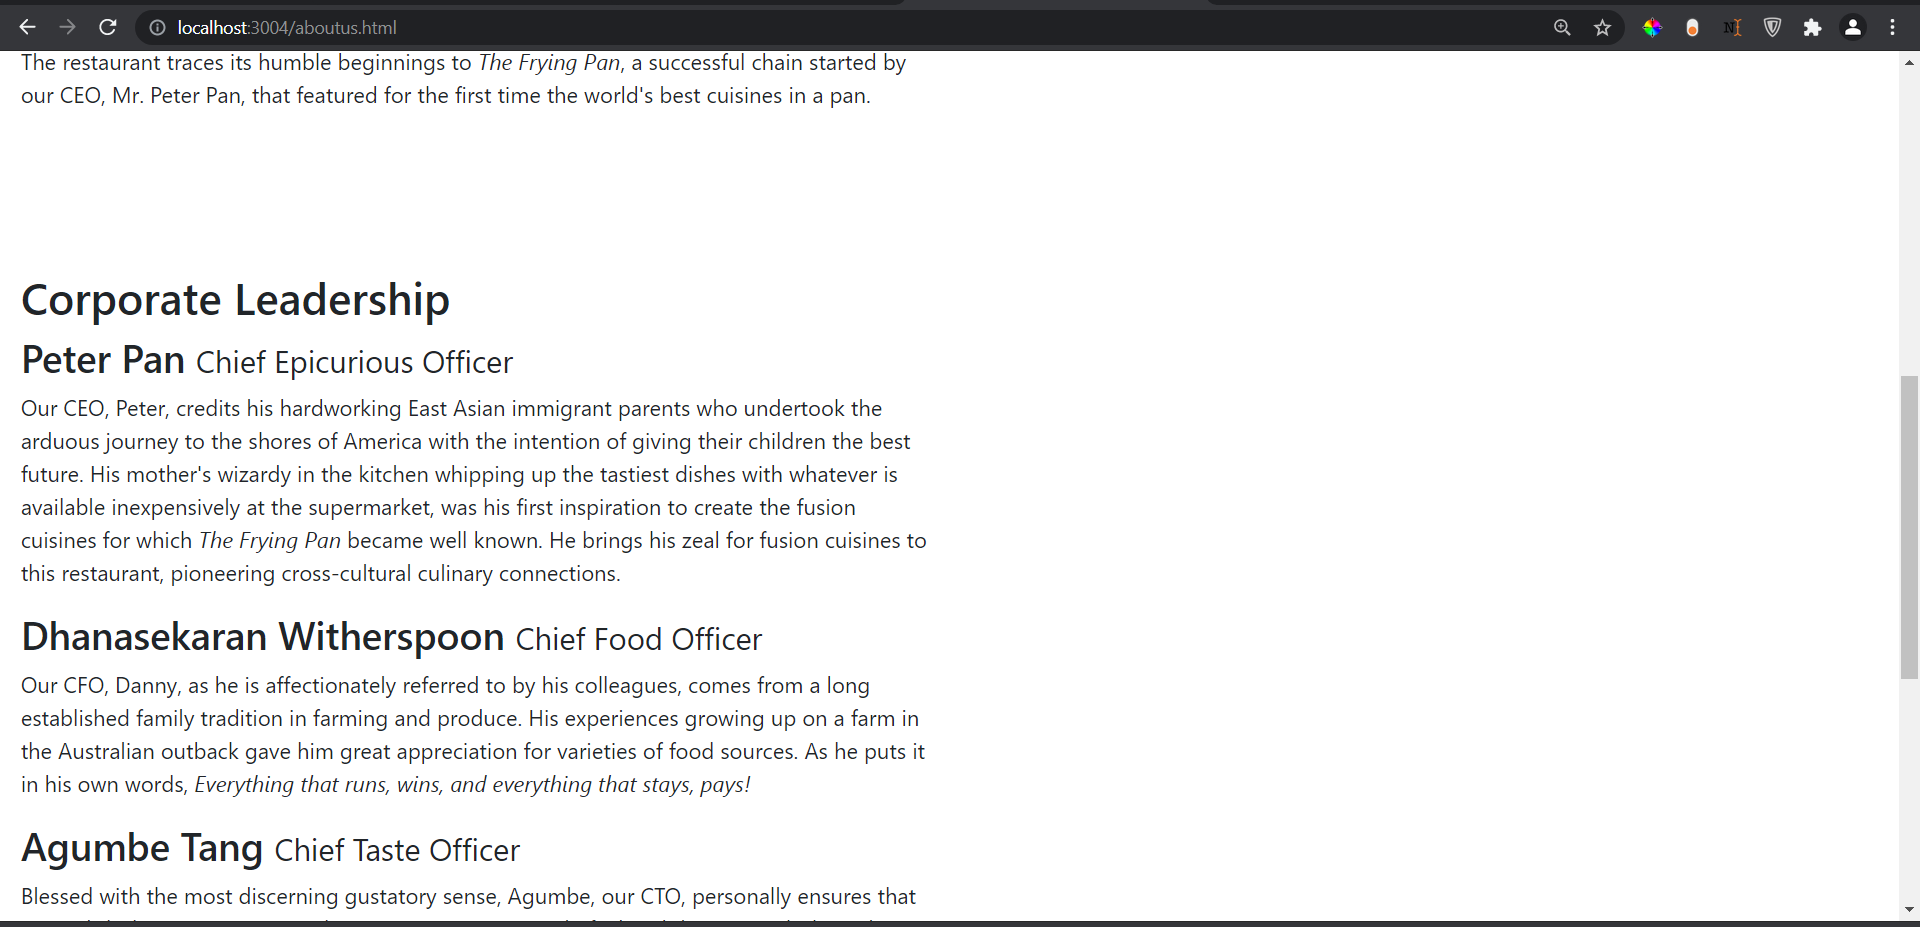 localhost:3004/aboutus.html
The restaurant traces its humble beginnings to The Frying Pan, a successful chain started by
our CEO, Mr. Peter Pan, that featured for the first time the world's best cuisines in a pan.
Corporate Leadership
Peter Pan Chief Epicurious Officer
Our CEO, Peter, credits his hardworking East Asian immigrant parents who undertook the
arduous journey to the shores of America with the intention of giving their children the best
future. His mother's wizardy in the kitchen whipping up the tastiest dishes with whatever is
available inexpensively at the supermarket, was his first inspiration to create the fusion
cuisines for which The Frying Pan became well known. He brings his zeal for fusion cuisines to
this restaurant, pioneering cross-cultural culinary connections.
Dhanasekaran Witherspoon Chief Food Officer
Our CFO, Danny, as he is affectionately referred to by his colleagues, comes from a long
established family tradition in farming and produce. His experiences growing up on a farm in
the Australian outback gave him great appreciation for varieties of food sources. As he puts it
in his own words, Everything that runs, wins, and everything that stays, pays!
Agumbe Tang Chief Taste Officer
Blessed with the most discerning gustatory sense, Agumbe, our CTO, personally ensures that